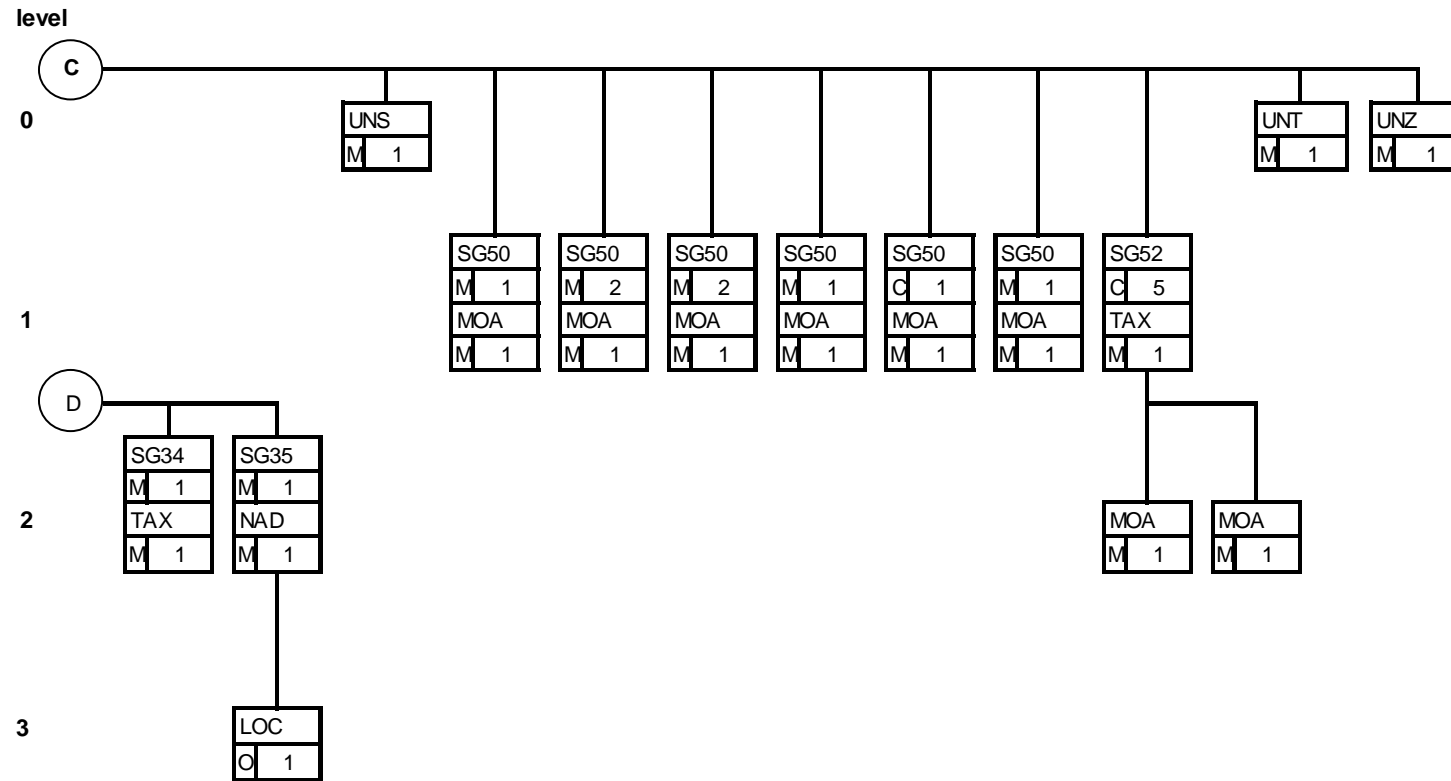 level
C
0
UNS UNT UNZ
M 1 M 1 M 1
SG50 SG50 SG50 SG50 SG50 SG50 SG52
M 1 M 2 M 2 M 1 C 1 M 1 C 5
1
MOA MOA MOA MOA MOA MOA TAX
M 1 M 1 M 1 M 1 M 1 M 1 M 1
D
SG34 SG35
M 1 M 1
2
TAX NAD MOA MOA
M 1 M 1 M 1 M 1
3
LOC
O 1